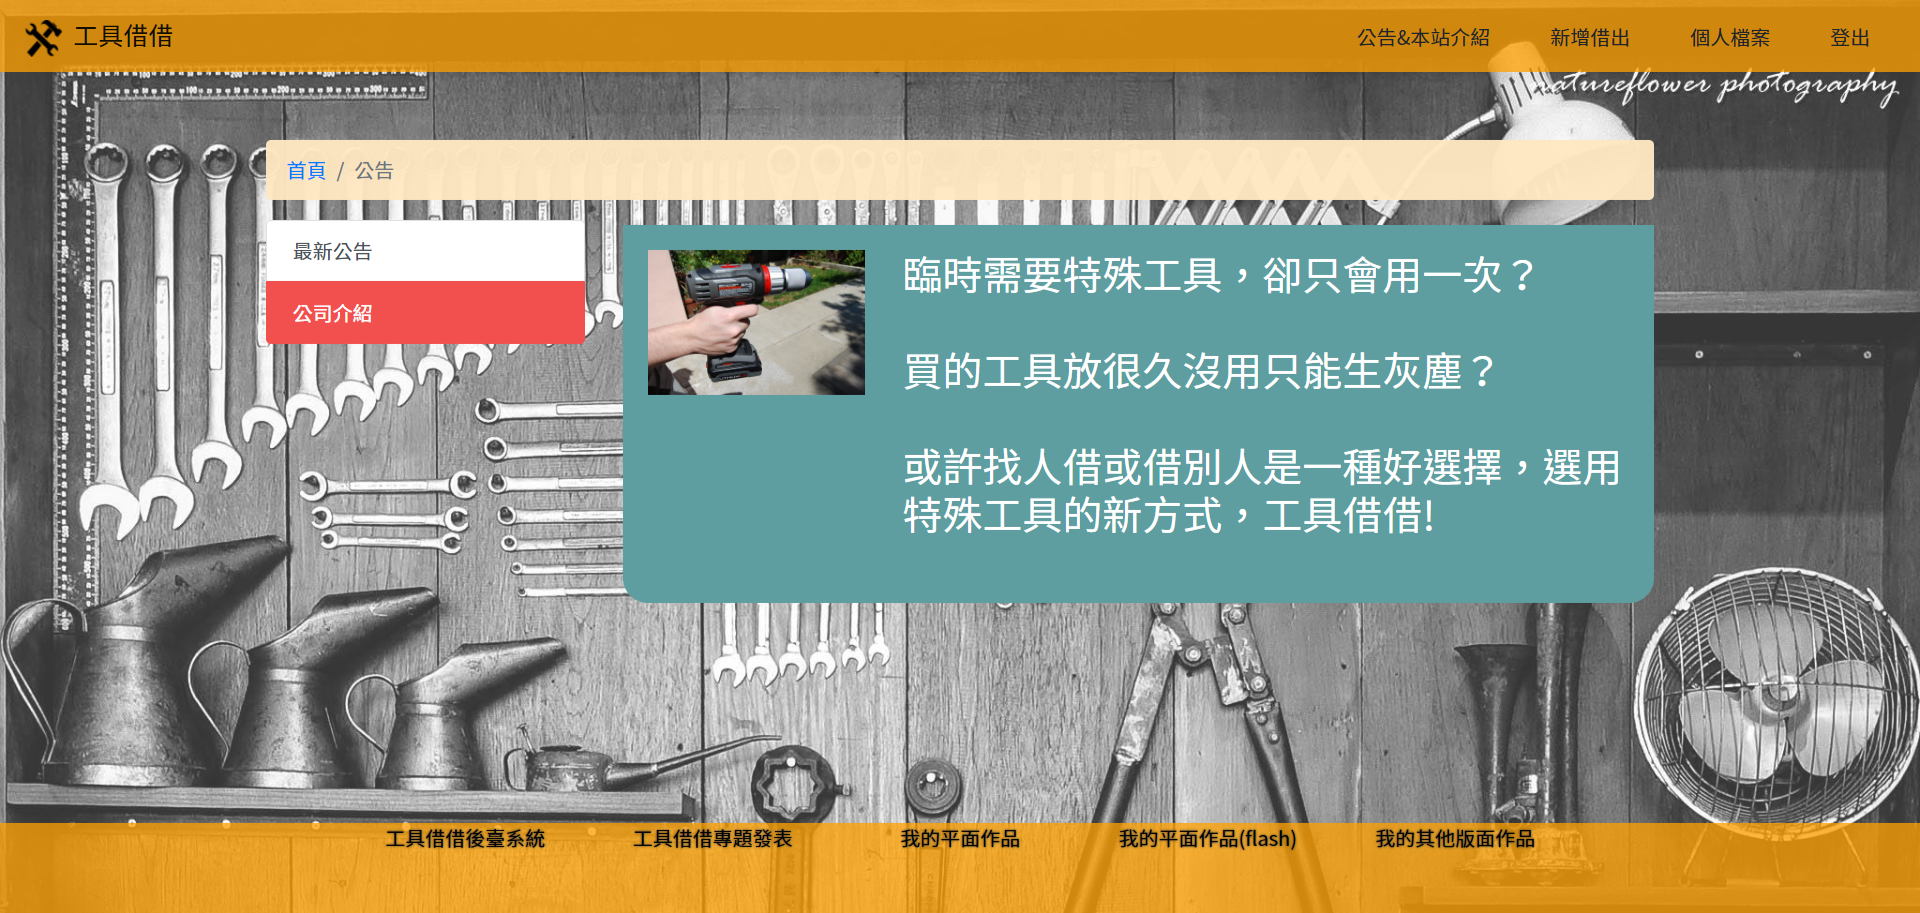 工具借借
公告&本站介紹
新增借出
個人檔案
登出
natureflower photography
首頁 / 公告
最新公告
公司介紹
臨時需要特殊工具，卻只會用一次？
買的工具放很久沒用只能生灰塵？
或許找人借或借別人是一種好選擇，選用
特殊工具的新方式，工具借借!
工具借借後臺系統
工具借借專題發表
我的平面作品
我的平面作品(flash)
我的其他版面作品